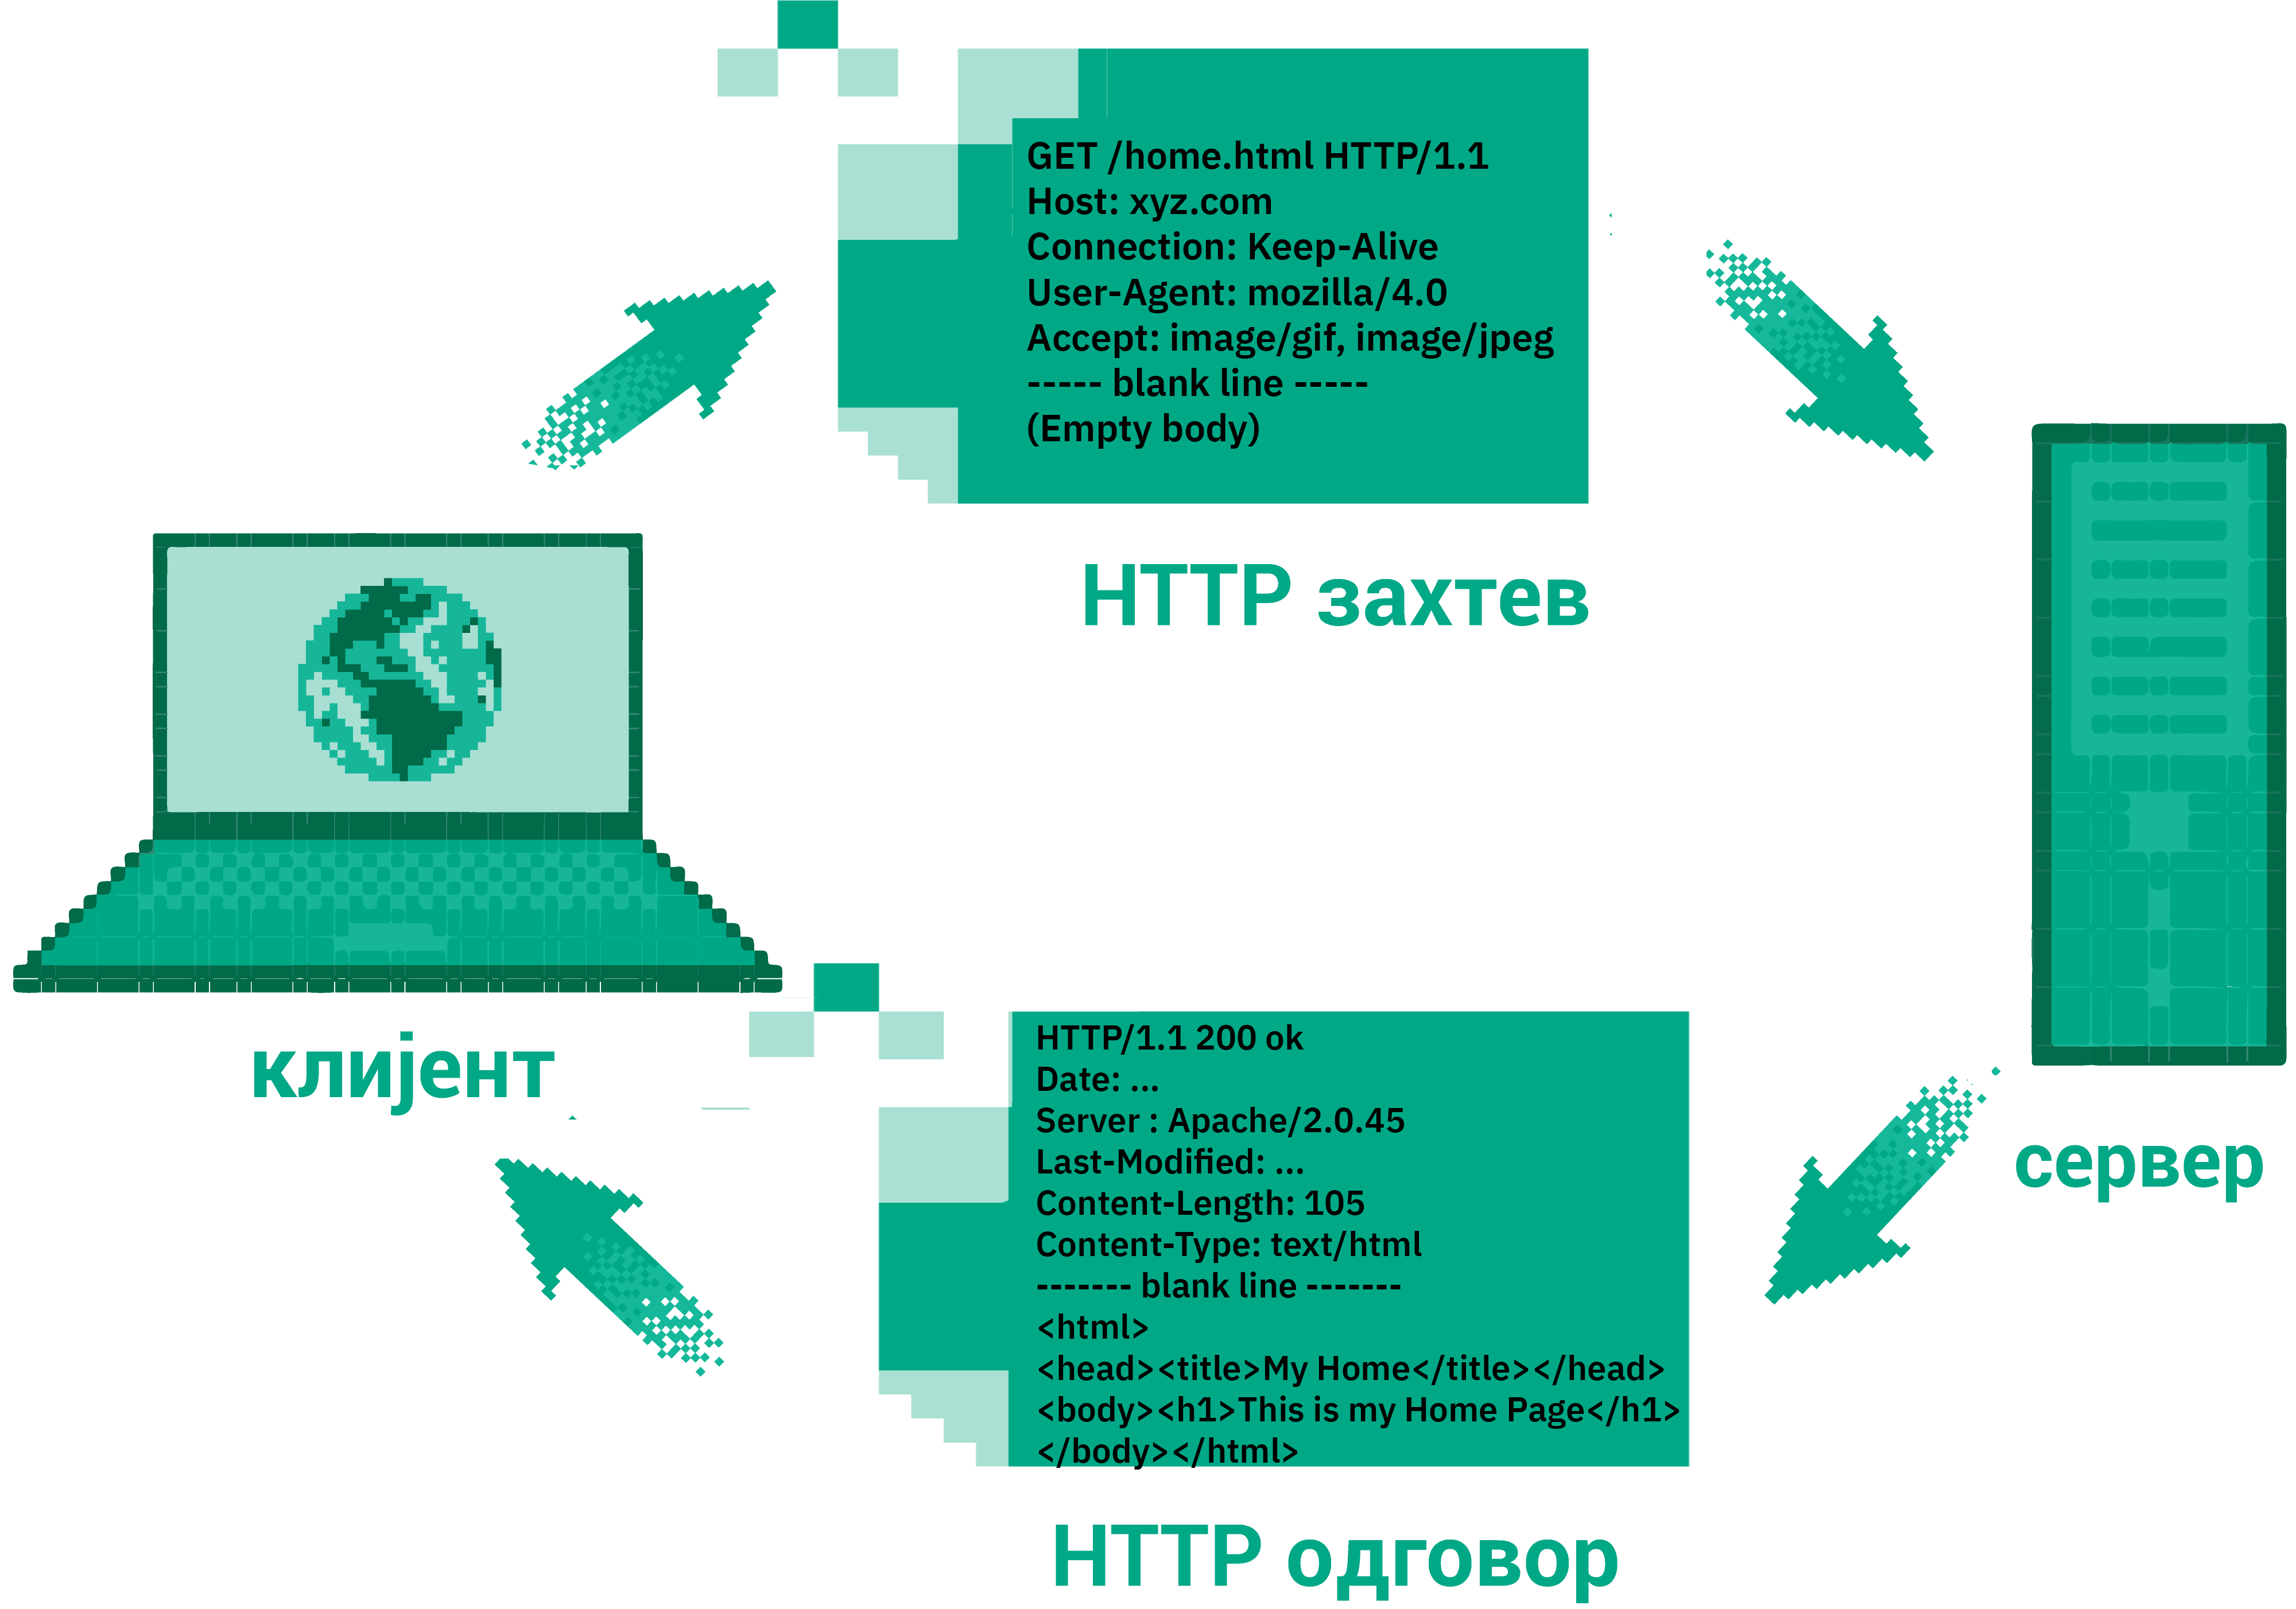 GET /home.html HTTP/1.1
Host: xyz.com
Connection: Keep-Alive
User-Agent: mozilla/4.0
Accept: image/gif, image/jpeg
----- blank line -----
(Empty body)
HTTP захтев
клијент
сервер
HTTP/1.1 200 ok
Date: ...
Server : Apache/2.0.45
Last-Modified: ...
Content-Length: 105
Content-Type: text/html
------- blank line -------
<html>
<head><title>My Home</title></head>
<body><h1>This is my Home Page</h1>
</body></html>
HTTP одговор